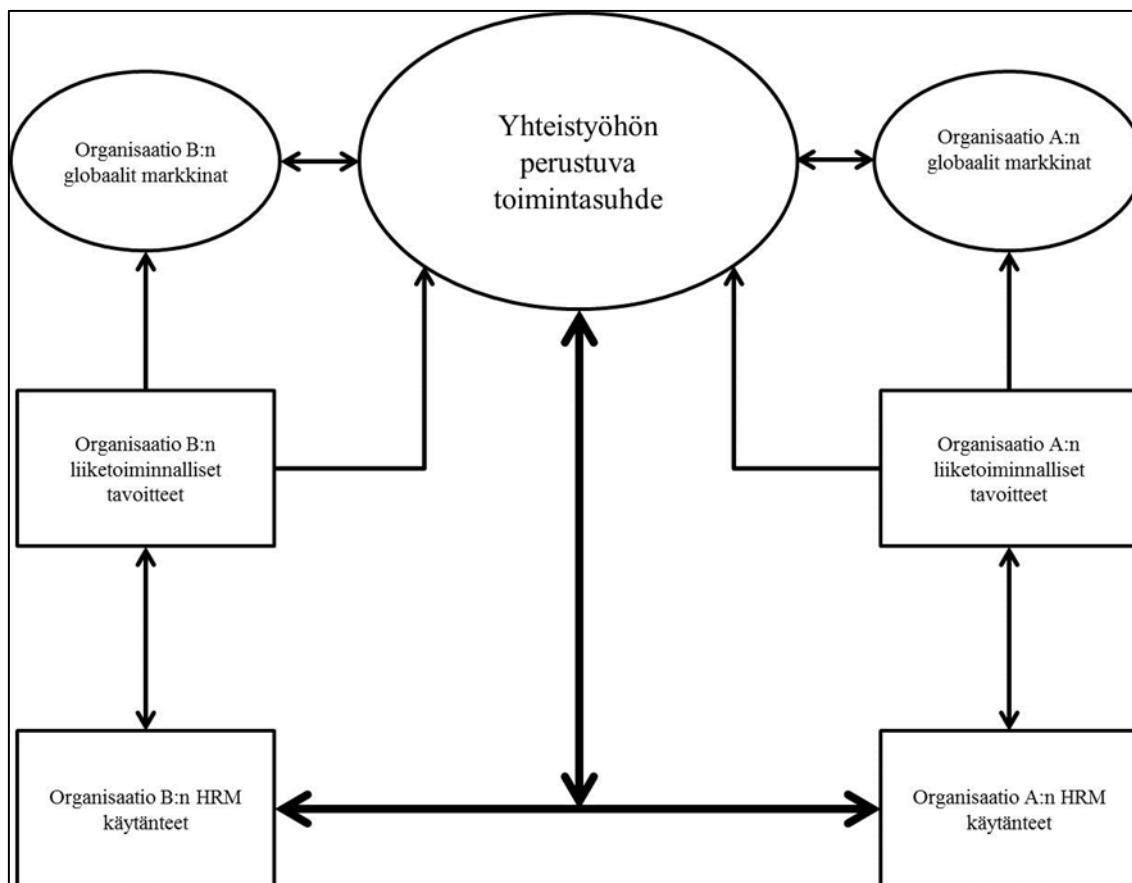 Yhteistyöhön
perustuva
toimintasuhde
Organisaatio B:n
globaalit markkinat
Organisaatio A:n
globaalit markkinat
Organisaatio B:n
liiketoiminnalliset
tavoitteet
Organisaatio A:n
liiketoiminnalliset
tavoitteet
Organisaatio B:n HRM
käytänteet
Organisaatio A:n HRM
käytänteet